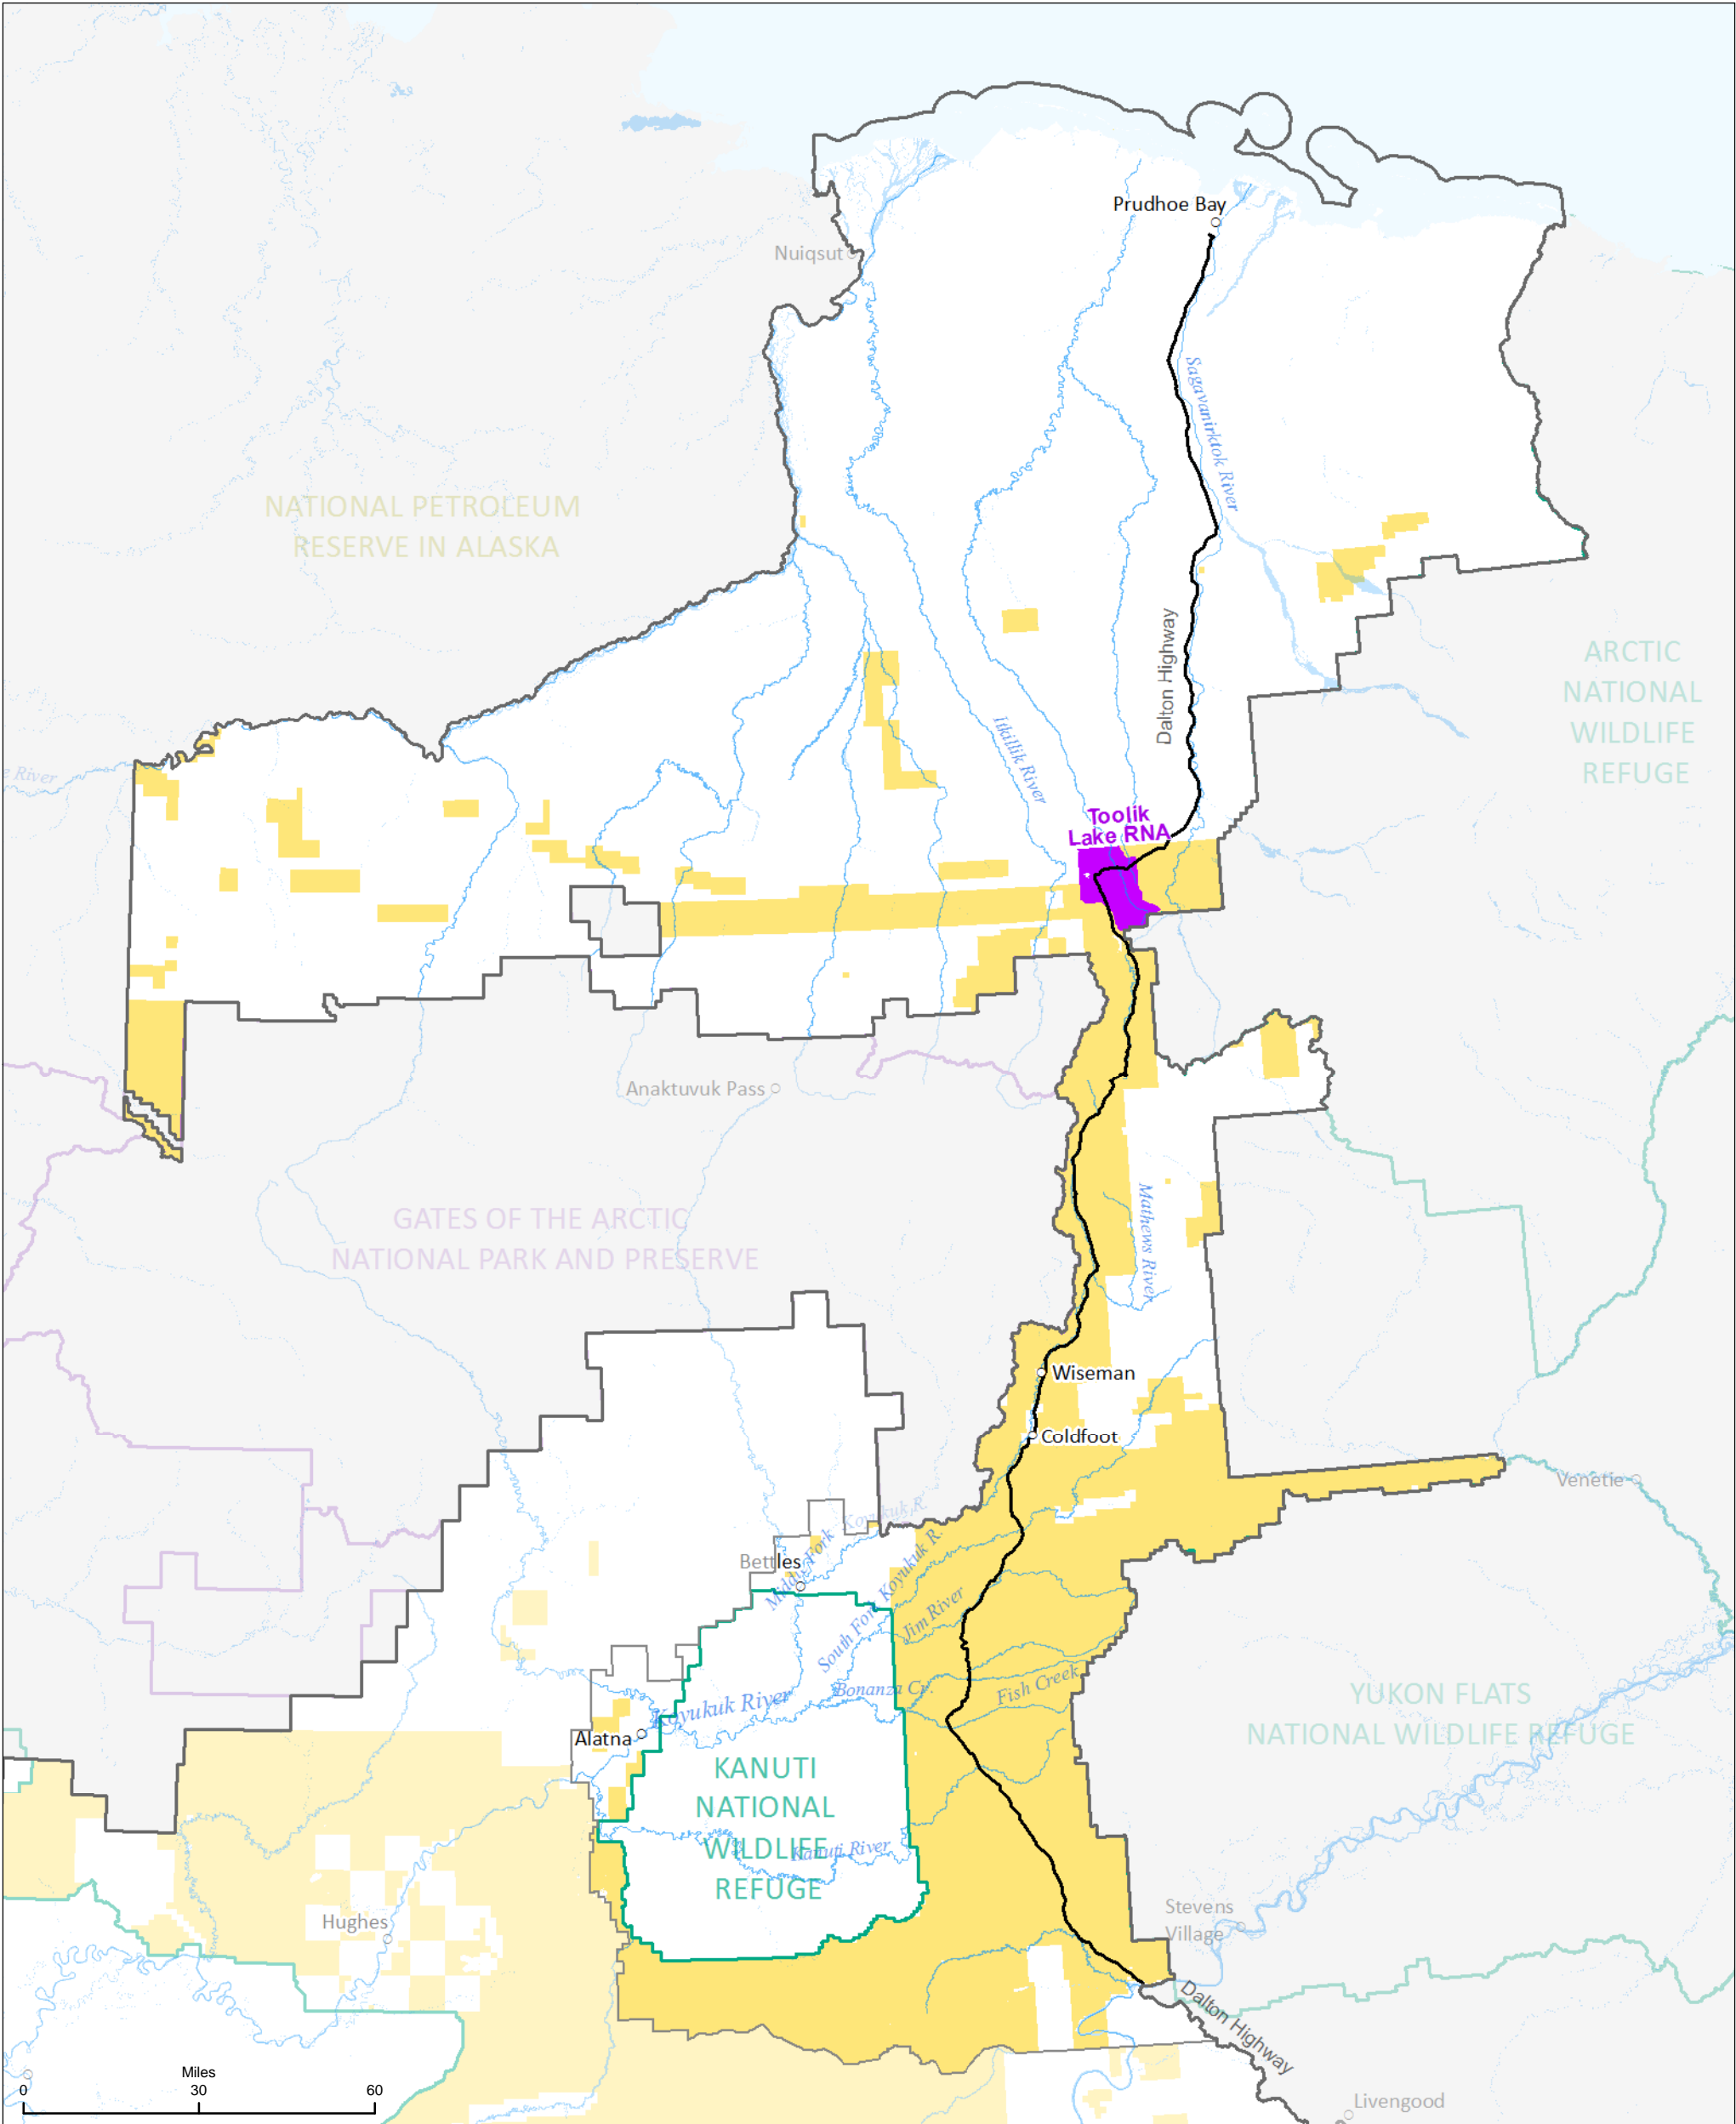 Prudhoe Bay
Nuiqsut
Sagavanirktok River
NATIONAL PETROLEUM
RESERVE IN ALASKA
Dalton Highway
ARCTIC
NATIONAL
WILDLIFE
REFUGE
Itkillik River
e River
Toolik
Lake RNA
Anaktuvuk Pass
Mathews River
GATES OF THE ARCTIC
NATIONAL PARK AND PRESERVE
Wiseman
Coldfoot
Venetie
Koyukuk R.
Middle Fork
Bettles
South Fork Koyukuk R.
Jim River
Bonanza Cr.
Fish Creek
Koyukuk River
Alatna
YUKON FLATS
NATIONAL WILDLIFE REFUGE
KANUTI
NATIONAL
WILDLIFE
REFUGE
Kanuti River
Stevens
Village
Hughes
Dalton Highway
Miles
0 30 60
Livengood